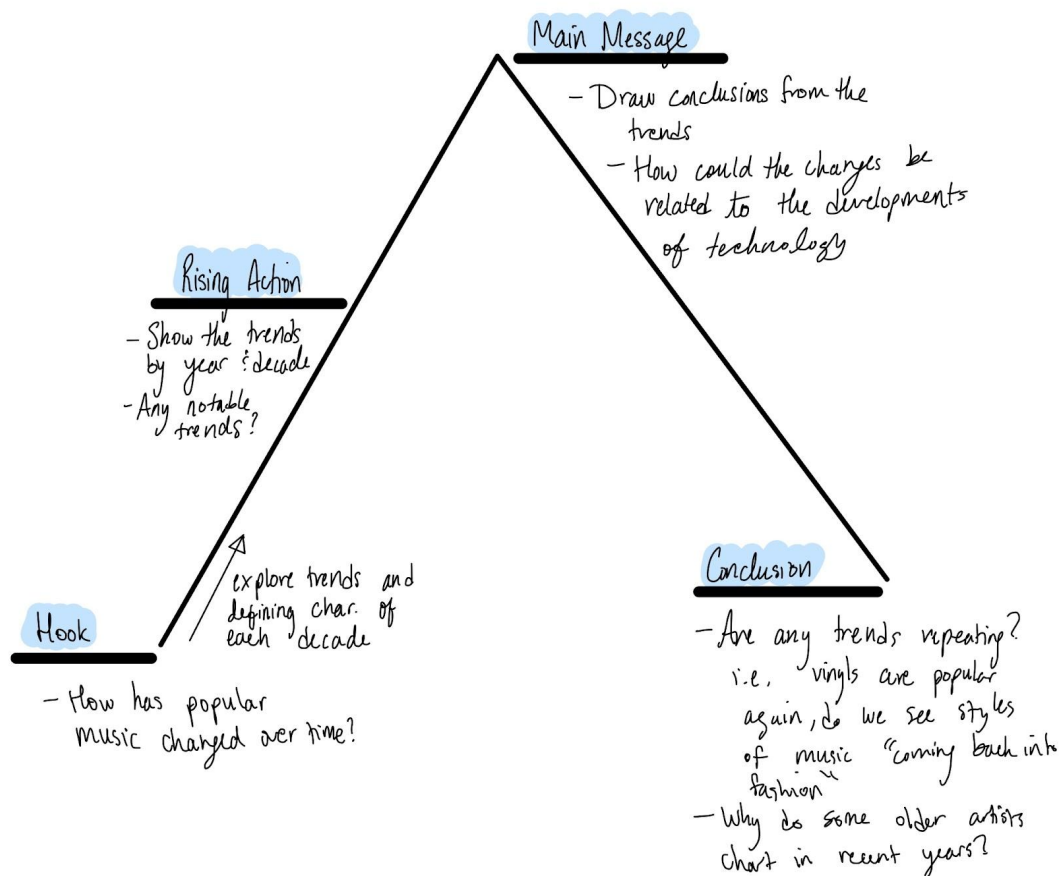 Main Message
- Draw conclusions from the
trends
- How could the changes be
related to the developments
of technology
Rising Action
- Show the trends
by year & decade
- Any notable
trends?
explore trends and
defining char. of
each decade
Hook
- How has popular
music changed over time?
Conclusion
- Are any trends repeating?
i.e. vinyls are popular
again, do we see styles
of music "coming back into
fashion"
- Why do some older artists
chart in recent years?